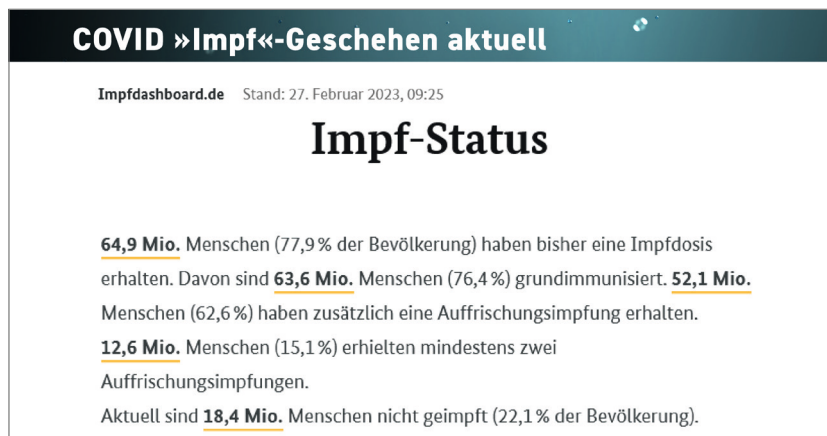 COVID »Impf«-Geschehen aktuell
Impfdashboard.de Stand: 27. Februar 2023, 09:25
Impf-Status
64,9 Mio. Menschen (77,9 % der Bevölkerung) haben bisher eine Impfdosis
erhalten. Davon sind 63,6 Mio. Menschen (76,4 %) grundimmunisiert. 52,1 Mio.
Menschen (62,6 %) haben zusätzlich eine Auffrischungsimpfung erhalten.
12,6 Mio. Menschen (15,1 %) erhielten mindestens zwei
Auffrischungsimpfungen.
Aktuell sind 18,4 Mio. Menschen nicht geimpft (22,1 % der Bevölkerung).